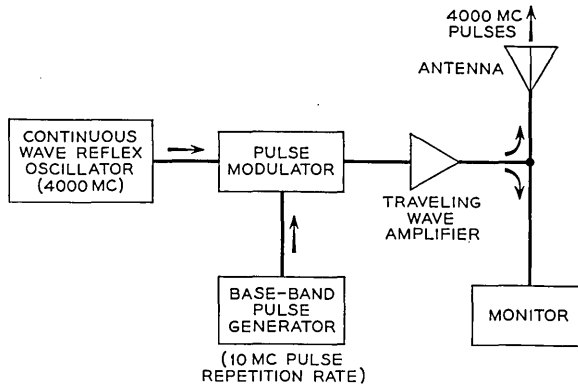 4000 MC
PULSES
ANTENNA
CONTINUOUS
WAVE REFLEX
OSCILLATOR
(4000 MC)
PULSE
MODULATOR
TRAVELING
WAVE
AMPLIFIER
BASE-BAND
PULSE
GENERATOR
(10 MC PULSE
REPETITION RATE)
MONITOR